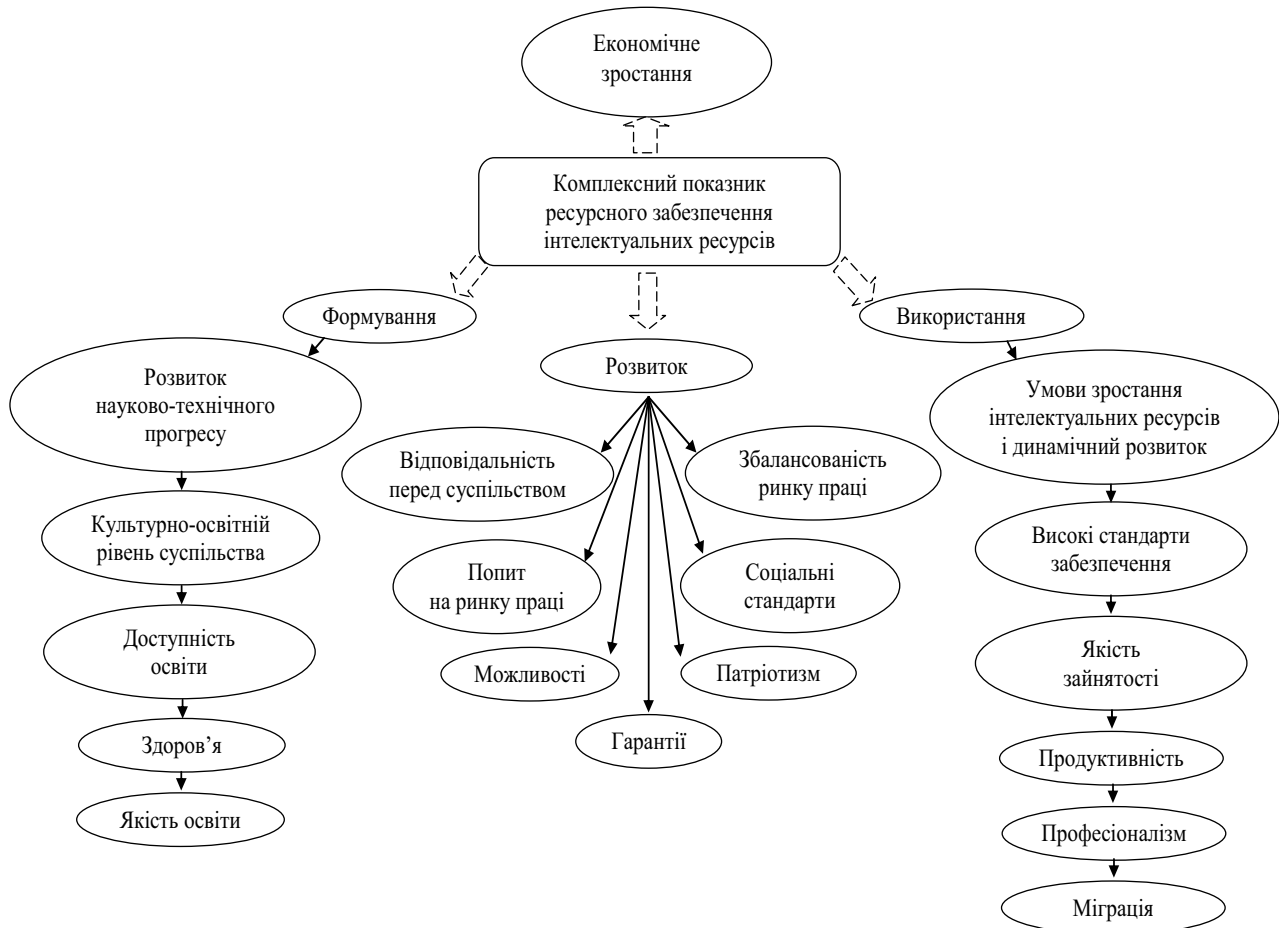 Економічне
зростання
Комплексний показник
ресурсного забезпечення
інтелектуальних ресурсів
Формування
Використання
Розвиток
Розвиток
науково-технічного
прогресу
Умови зростання
інтелектуальних ресурсів
і динамічний розвиток
Відповідальність
перед суспільством
Збалансованість
ринку праці
Культурно-освітній
рівень суспільства
Високі стандарти
забезпечення
Попит
на ринку праці
Соціальні
стандарти
Доступність
освіти
Якість
зайнятості
Можливості
Патріотизм
Здоров’я
Гарантії
Продуктивність
Якість освіти
Професіоналізм
Міграція